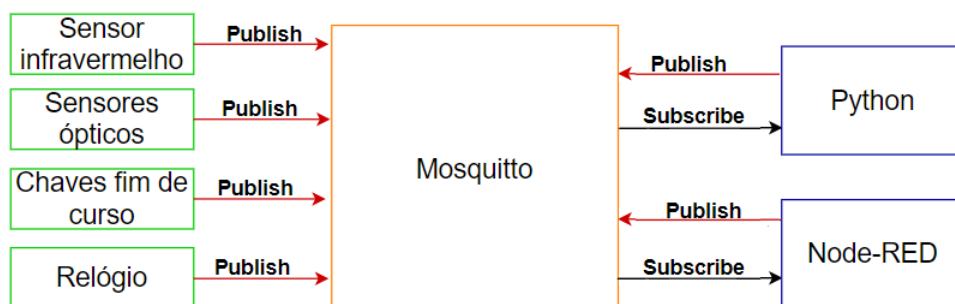 Sensor
infravermelho
Publish
Sensores
ópticos
Publish
Chaves fim de
curso
Publish
Relógio
Publish
Mosquitto
Publish
Subscribe
Python
Publish
Subscribe
Node-RED